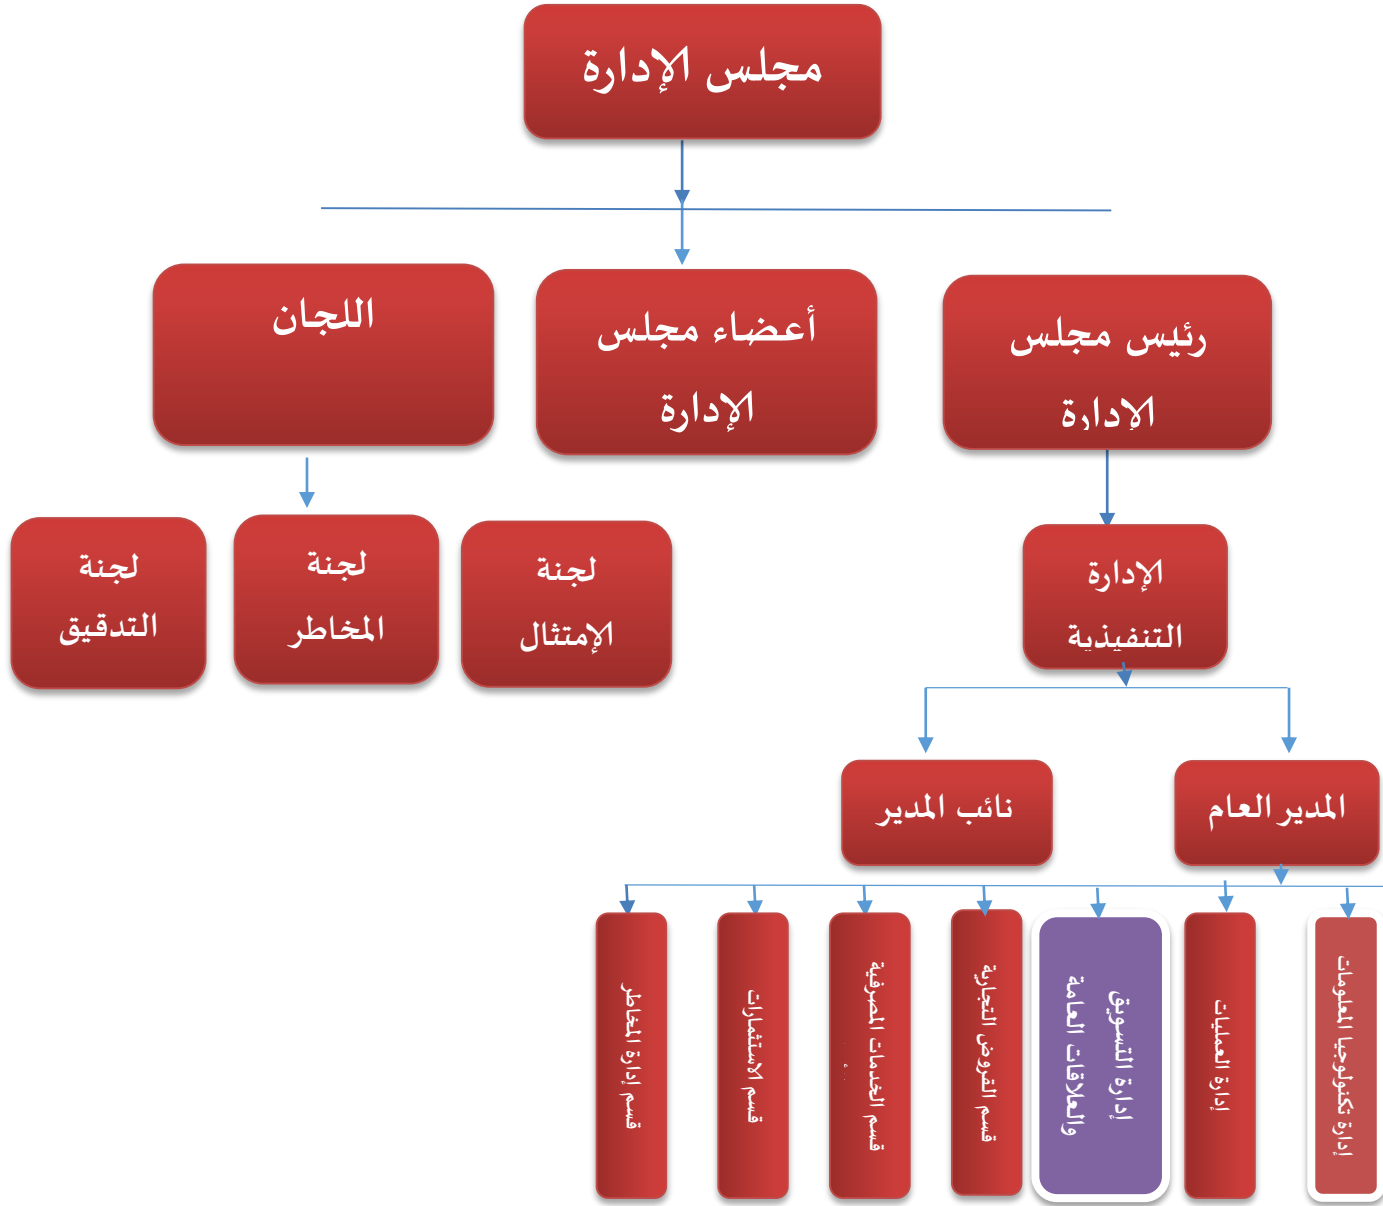 مجلس الإدارة
رئيس مجلس
الإدارة
أعضاء مجلس
الإدارة
اللجان
الإدارة
التنفيذية
لجنة
الإمتثال
لجنة
المخاطر
لجنة
التدقيق
المدير العام
نائب المدير
إدارة تكنولوجيا المعلومات
إدارة العمليات
إدارة التسويق
والعلاقات العامة
قسم القروض التجارية
قسم الخدمات المصرفية
قسم الاستثمارات
قسم إدارة المخاطر